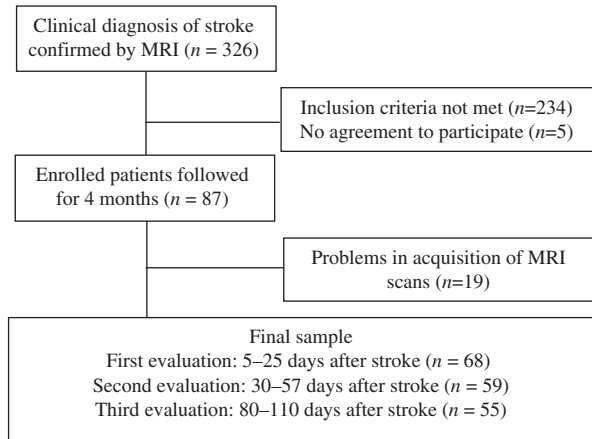 Clinical diagnosis of stroke
confirmed by MRI (n = 326)
Inclusion criteria not met (n=234)
No agreement to participate (n=5)
Enrolled patients followed
for 4 months (n = 87)
Problems in acquisition of MRI
scans (n=19)
Final sample
First evaluation: 5–25 days after stroke (n = 68)
Second evaluation: 30–57 days after stroke (n = 59)
Third evaluation: 80–110 days after stroke (n = 55)